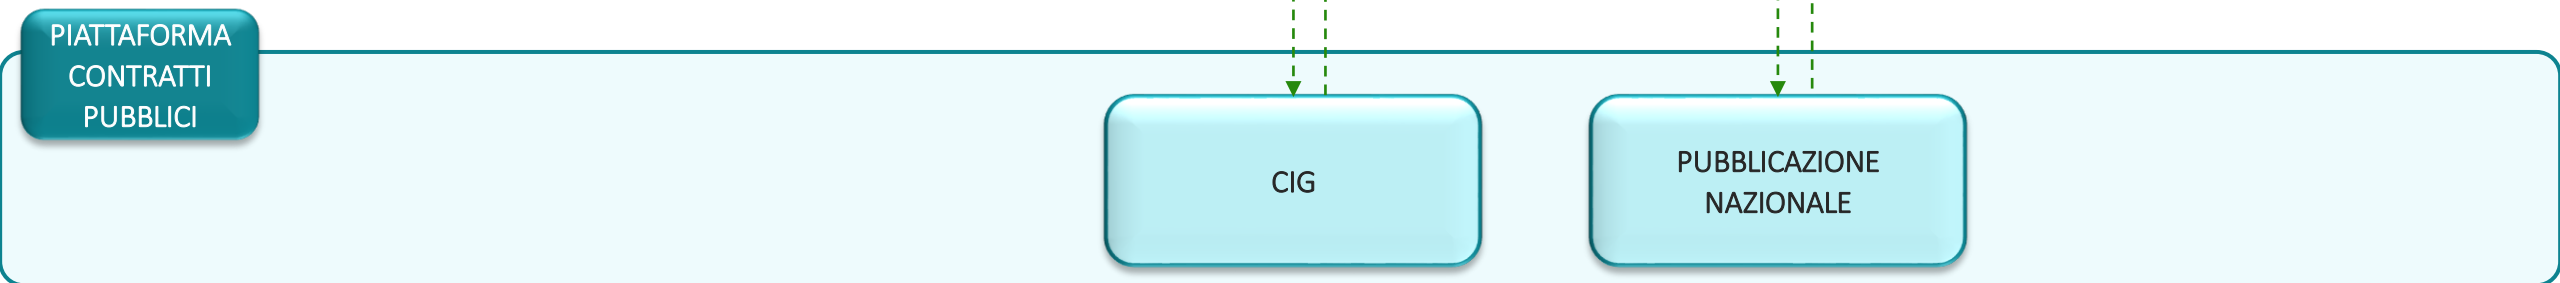 PIATTAFORMA
CONTRATTI
PUBBLICI
CIG
PUBBLICAZIONE
NAZIONALE